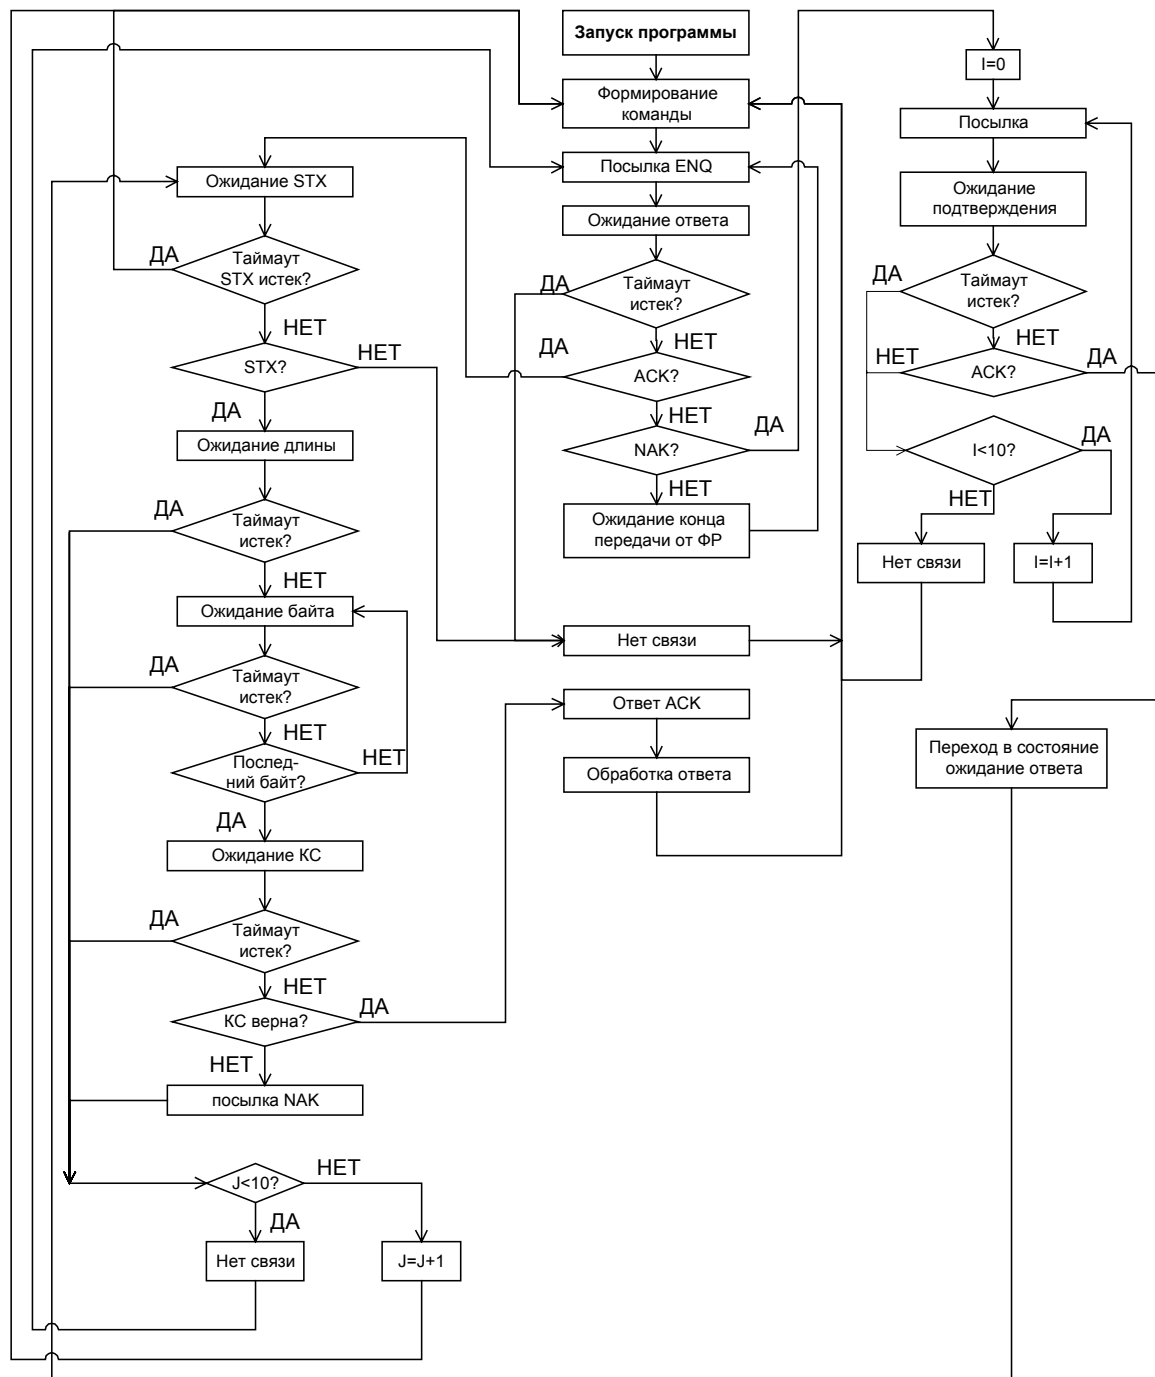 Запуск программы
Формирование
команды
Посылка ENQ
Ожидание ответа
Таймаут
истек?
ДА
НЕТ
ДА
ACK?
НЕТ
NAK?
ДА
НЕТ
Ожидание конца
передачи от ФР
Нет связи
Ответ ACK
Обработка ответа
I=0
Посылка
Ожидание
подтверждения
ДА
Таймаут
истек?
НЕТ
НЕТ
ACK?
ДА
I<10?
ДА
НЕТ
Нет связи
I=I+1
Переход в состояние
ожидание ответа
Ожидание STX
ДА
Таймаут
STX истек?
НЕТ
STX?
НЕТ
ДА
Ожидание длины
ДА
Таймаут
истек?
НЕТ
Ожидание байта
ДА
Таймаут
истек?
НЕТ
Послед-
ний байт?
НЕТ
ДА
Ожидание КС
ДА
Таймаут
истек?
НЕТ
КС верна?
ДА
НЕТ
посылка NAK
J<10?
НЕТ
ДА
Нет связи
J=J+1